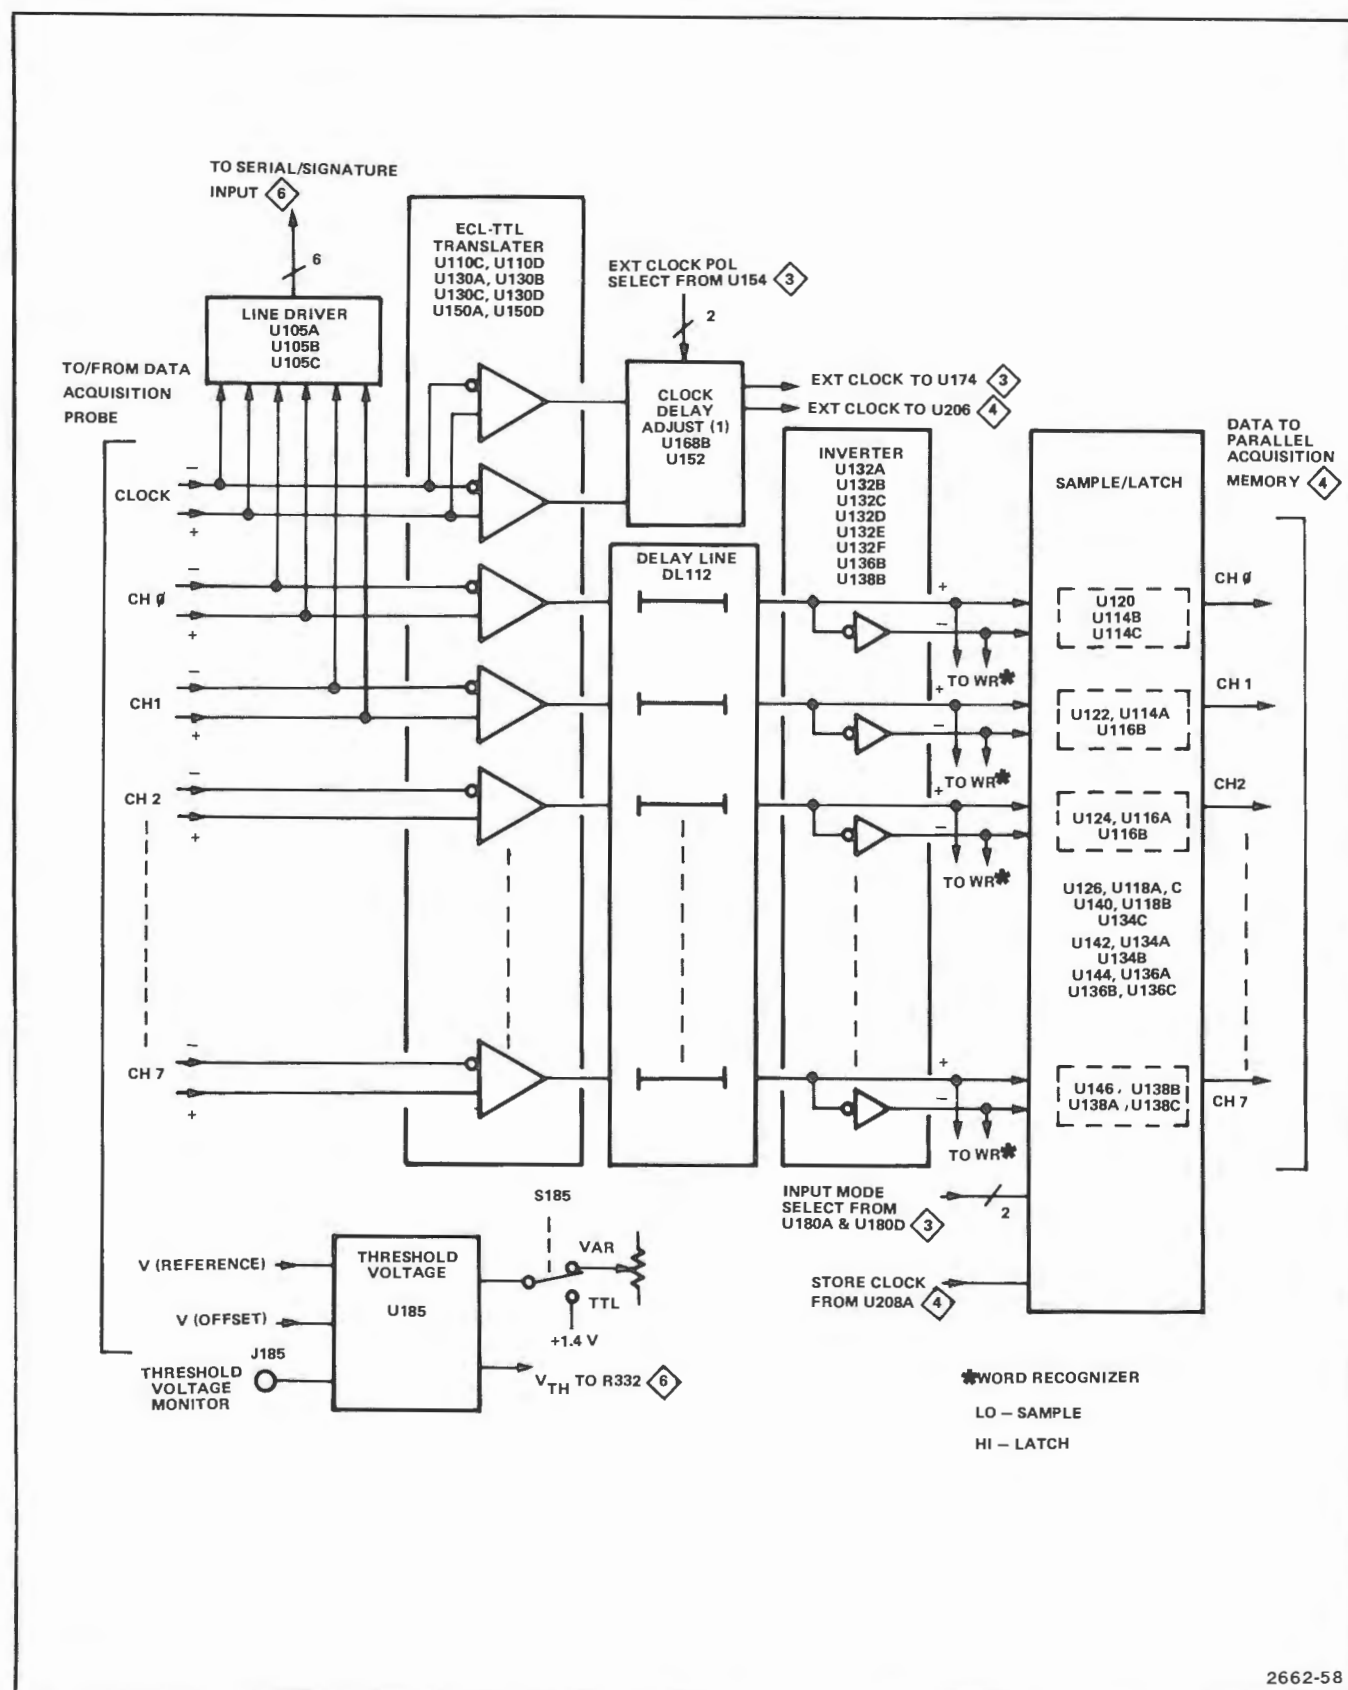 TO SERIAL/SIGNATURE
INPUT 6
6
LINE DRIVER
U105A
U105B
U105C
ECL-TTL
TRANSLATER
U110C, U110D
U130A, U130B
U130C, U130D
U150A, U150D
EXT CLOCK POL
SELECT FROM U154 3
2
CLOCK
DELAY
ADJUST (1)
U168B
U152
EXT CLOCK TO U174 3
EXT CLOCK TO U206 4
TO/FROM DATA
ACQUISITION
PROBE
−
CLOCK
+
−
CH Ø
+
−
CH1
+
−
CH 2
+
−
CH 7
+
DELAY LINE
DL112
INVERTER
U132A
U132B
U132C
U132D
U132E
U132F
U136B
U138B
+
−
TO WR*
+
−
TO WR*
+
−
TO WR*
+
−
TO WR*
SAMPLE/LATCH
U120
U114B
U114C
U122, U114A
U116B
U124, U116A
U116B
U126, U118A, C
U140, U118B
U134C
U142, U134A
U134B
U144, U136A
U136B, U136C
U146, U138B
U138A, U138C
DATA TO
PARALLEL
ACQUISITION
MEMORY 4
CH Ø
CH 1
CH2
CH 7
INPUT MODE
SELECT FROM
U180A & U180D 3
2
STORE CLOCK
FROM U208A 4
V (REFERENCE)
V (OFFSET)
J185
THRESHOLD
VOLTAGE
MONITOR
THRESHOLD
VOLTAGE
U185
S185
VAR
TTL
+1.4 V
VTH TO R332 6
*WORD RECOGNIZER
LO – SAMPLE
HI – LATCH
2662-58